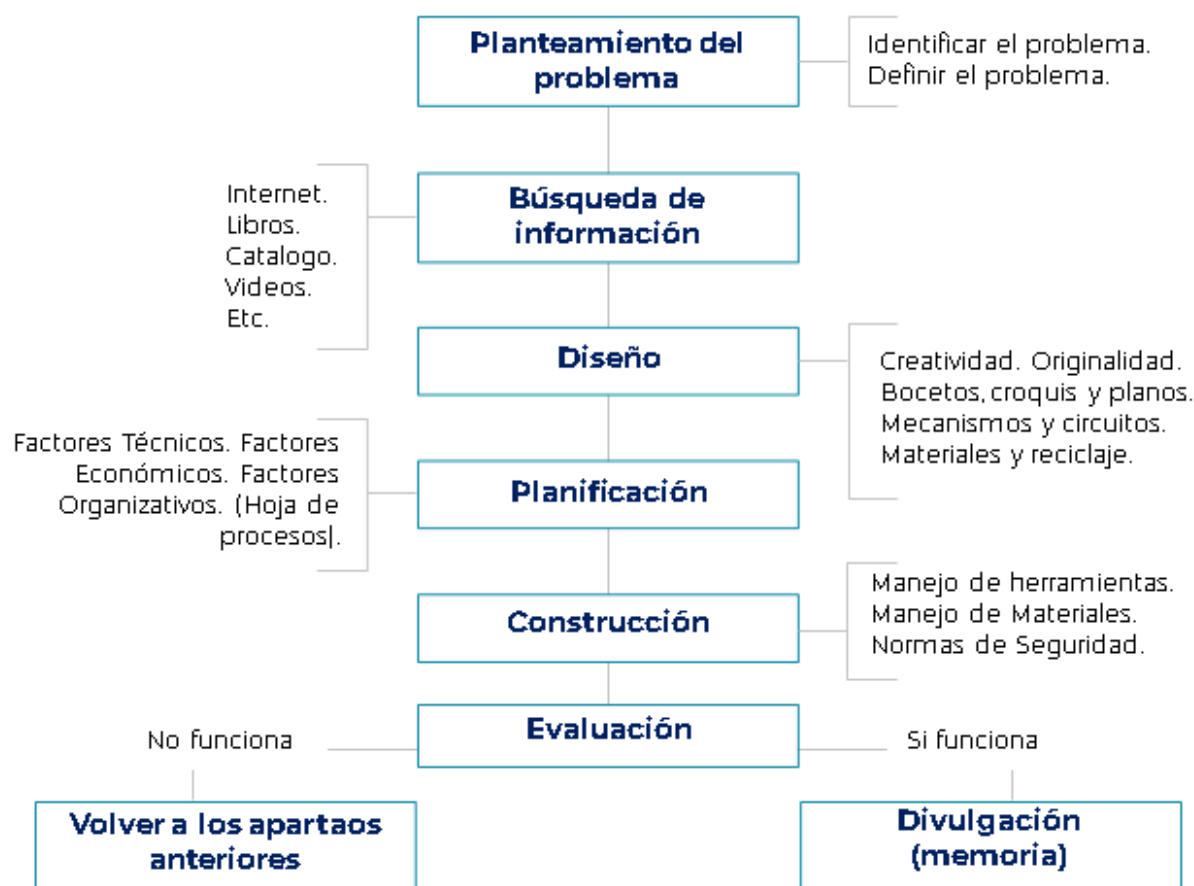 Planteamiento del
problema
Identificar el problema.
Definir el problema.
Internet.
Libros.
Catalogo.
Videos.
Etc.
Búsqueda de
información
Diseño
Creatividad. Originalidad.
Bocetos, croquis y planos.
Mecanismos y circuitos.
Materiales y reciclaje.
Factores Técnicos. Factores
Económicos. Factores
Organizativos. (Hoja de
procesos|.
Planificación
Construcción
Manejo de herramientas.
Manejo de Materiales.
Normas de Seguridad.
Evaluación
No funciona
Si funciona
Volver a los apartaos
anteriores
Divulgación
(memoria)